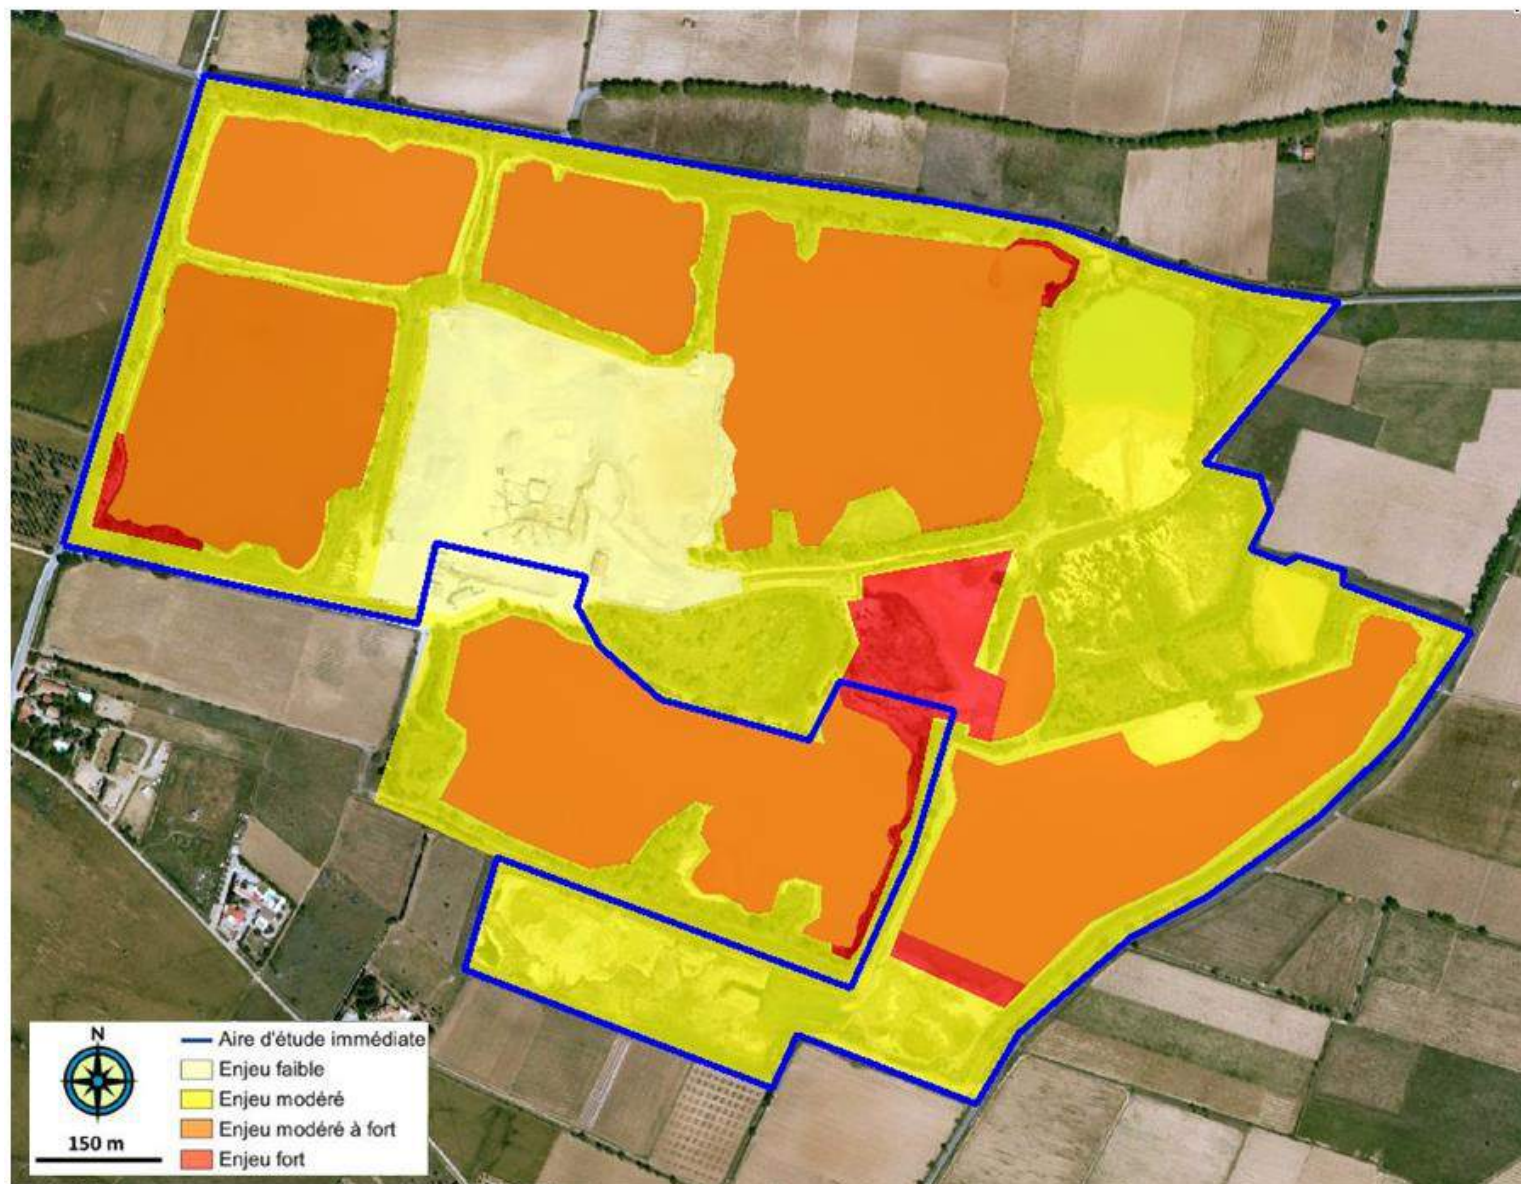 N
150 m
Aire d'étude immédiate
Enjeu faible
Enjeu modéré
Enjeu modéré à fort
Enjeu fort